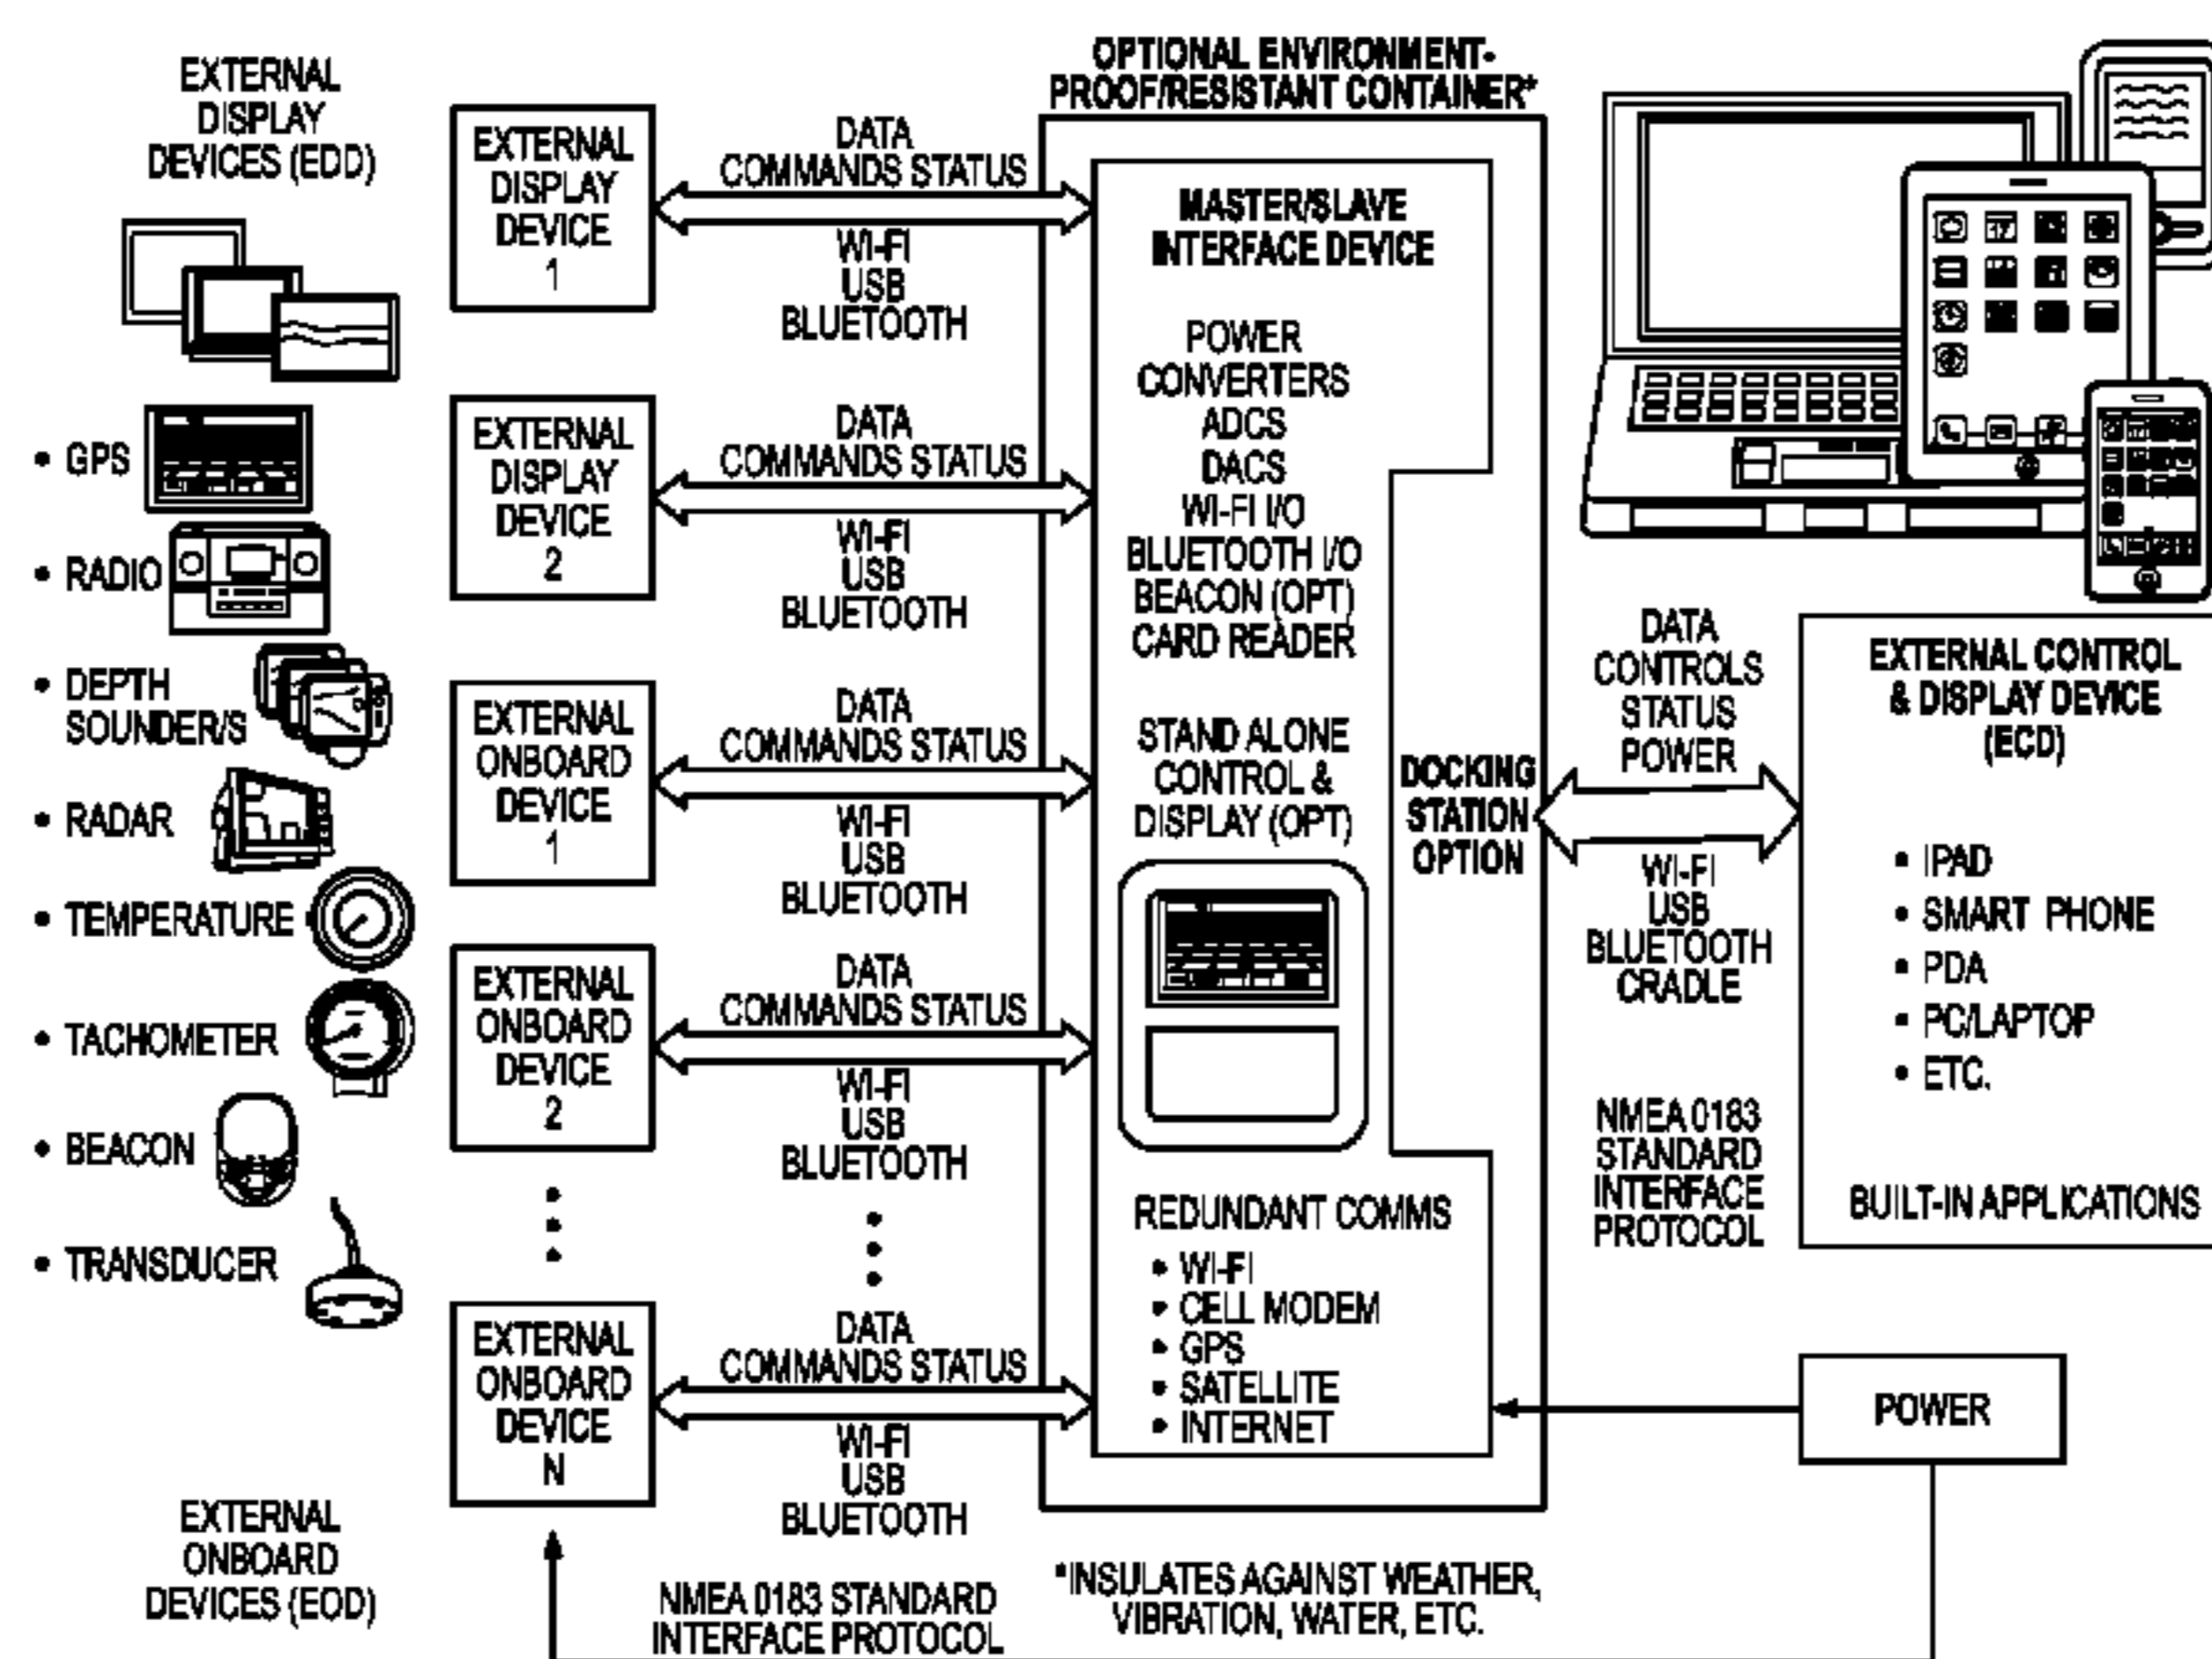 EXTERNAL
DISPLAY
DEVICES (EDD)
• GPS
• RADIO
• DEPTH
SOUNDER/S
• RADAR
• TEMPERATURE
• TACHOMETER
• BEACON
• TRANSDUCER
EXTERNAL
ONBOARD
DEVICES (EOD)
EXTERNAL
DISPLAY
DEVICE
1
EXTERNAL
DISPLAY
DEVICE
2
EXTERNAL
ONBOARD
DEVICE
1
EXTERNAL
ONBOARD
DEVICE
2
EXTERNAL
ONBOARD
DEVICE
N
DATA
COMMANDS STATUS
WI-FI
USB
BLUETOOTH
DATA
COMMANDS STATUS
WI-FI
USB
BLUETOOTH
DATA
COMMANDS STATUS
WI-FI
USB
BLUETOOTH
DATA
COMMANDS STATUS
WI-FI
USB
BLUETOOTH
DATA
COMMANDS STATUS
WI-FI
USB
BLUETOOTH
NMEA 0183 STANDARD
INTERFACE PROTOCOL
OPTIONAL ENVIRONMENT-
PROOF/RESISTANT CONTAINER*
MASTER/SLAVE
INTERFACE DEVICE
POWER
CONVERTERS
ADCS
DACS
WI-FI I/O
BLUETOOTH I/O
BEACON (OPT)
CARD READER
STAND ALONE
CONTROL &
DISPLAY (OPT)
REDUNDANT COMMS
• WI-FI
• CELL MODEM
• GPS
• SATELLITE
• INTERNET
DOCKING
STATION
OPTION
*INSULATES AGAINST WEATHER,
VIBRATION, WATER, ETC.
DATA
CONTROLS
STATUS
POWER
WI-FI
USB
BLUETOOTH
CRADLE
NMEA 0183
STANDARD
INTERFACE
PROTOCOL
EXTERNAL CONTROL
& DISPLAY DEVICE
(ECD)
• IPAD
• SMART PHONE
• PDA
• PC/LAPTOP
• ETC.
BUILT-IN APPLICATIONS
POWER